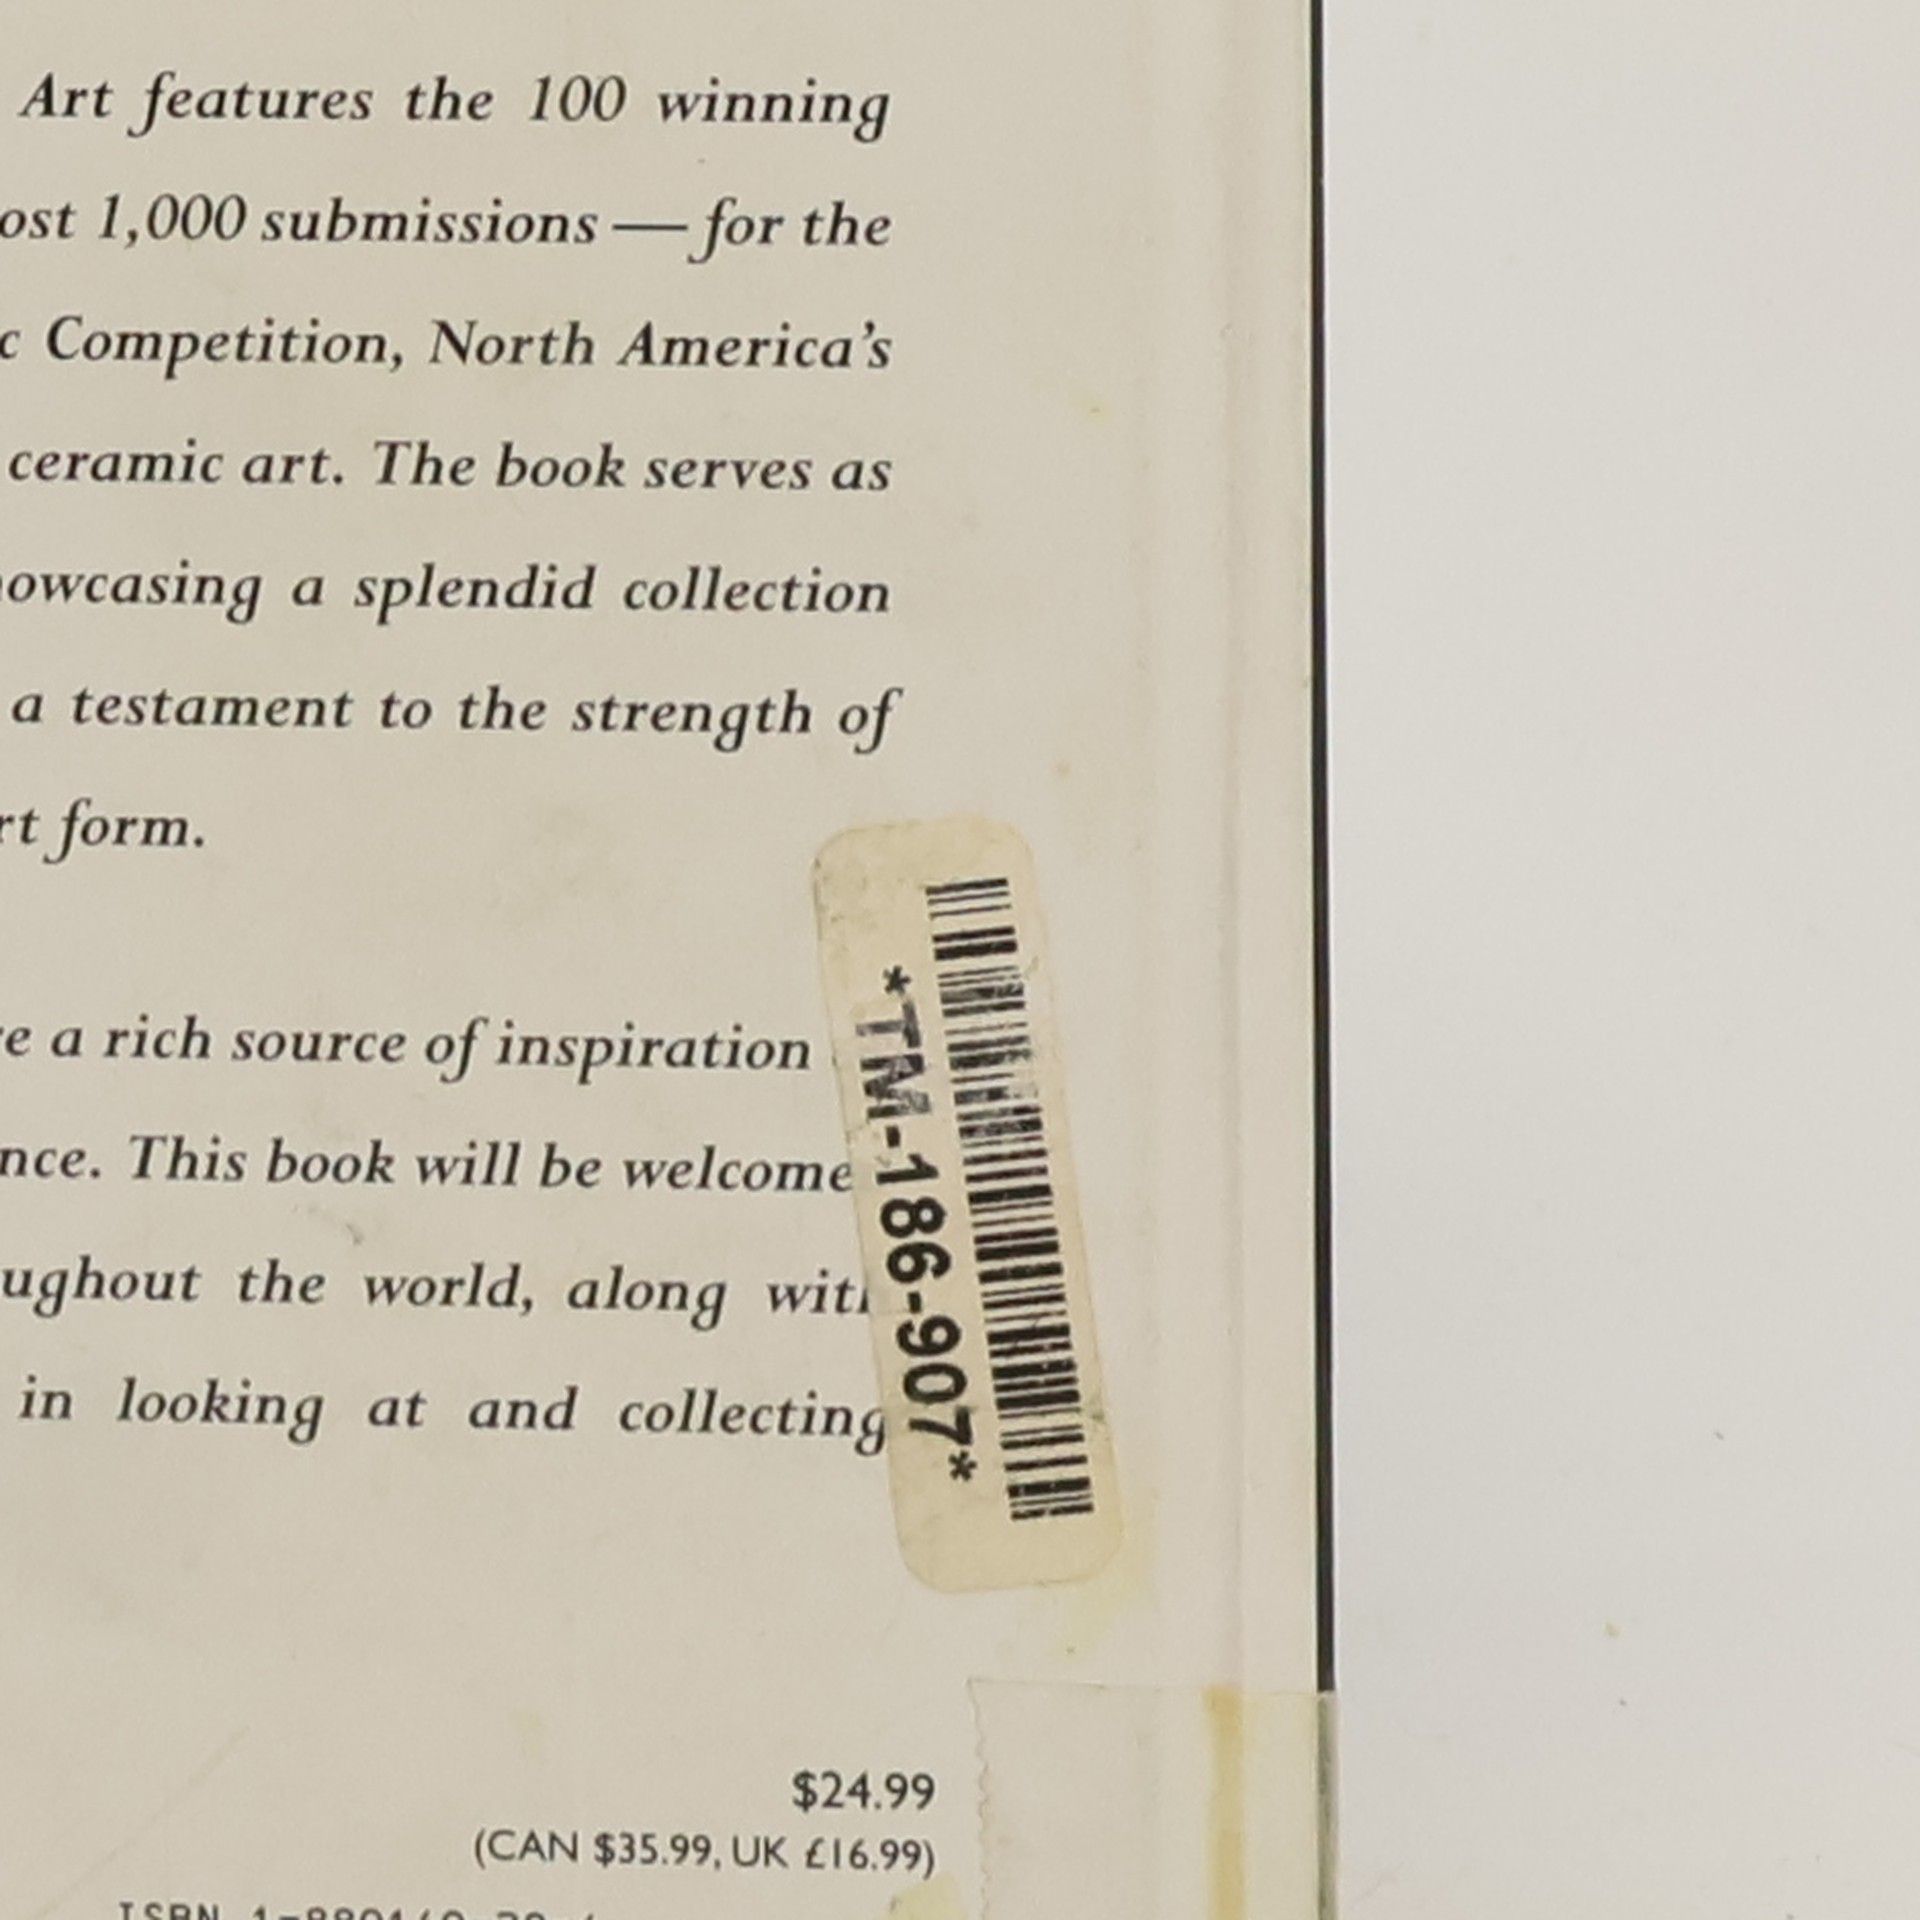 Art features the 100 winning
ost 1,000 submissions — for the
c Competition, North America's
ceramic art. The book serves as
owcasing a splendid collection
a testament to the strength of
rt form.
e a rich source of inspiration
nce. This book will be welcome
ughout the world, along with
in looking at and collecting
*TM-186-907*
$24.99
(CAN $35.99, UK £16.99)
ISBN